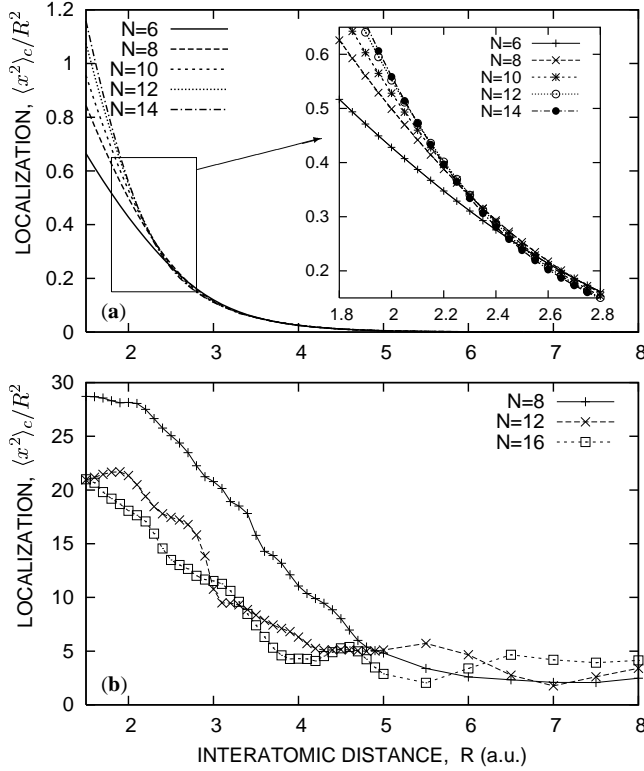 LOCALIZATION, ⟨x²⟩c/R²
1.2
1
0.8
0.6
0.4
0.2
0
N=6
N=8
N=10
N=12
N=14
(a)
2
3
4
5
6
7
8
0.6
0.5
0.4
0.3
0.2
N=6
N=8
N=10
N=12
N=14
1.8
2
2.2
2.4
2.6
2.8
LOCALIZATION, ⟨x²⟩c/R²
30
25
20
15
10
5
0
N=8
N=12
N=16
(b)
2
3
4
5
6
7
8
INTERATOMIC DISTANCE, R (a.u.)